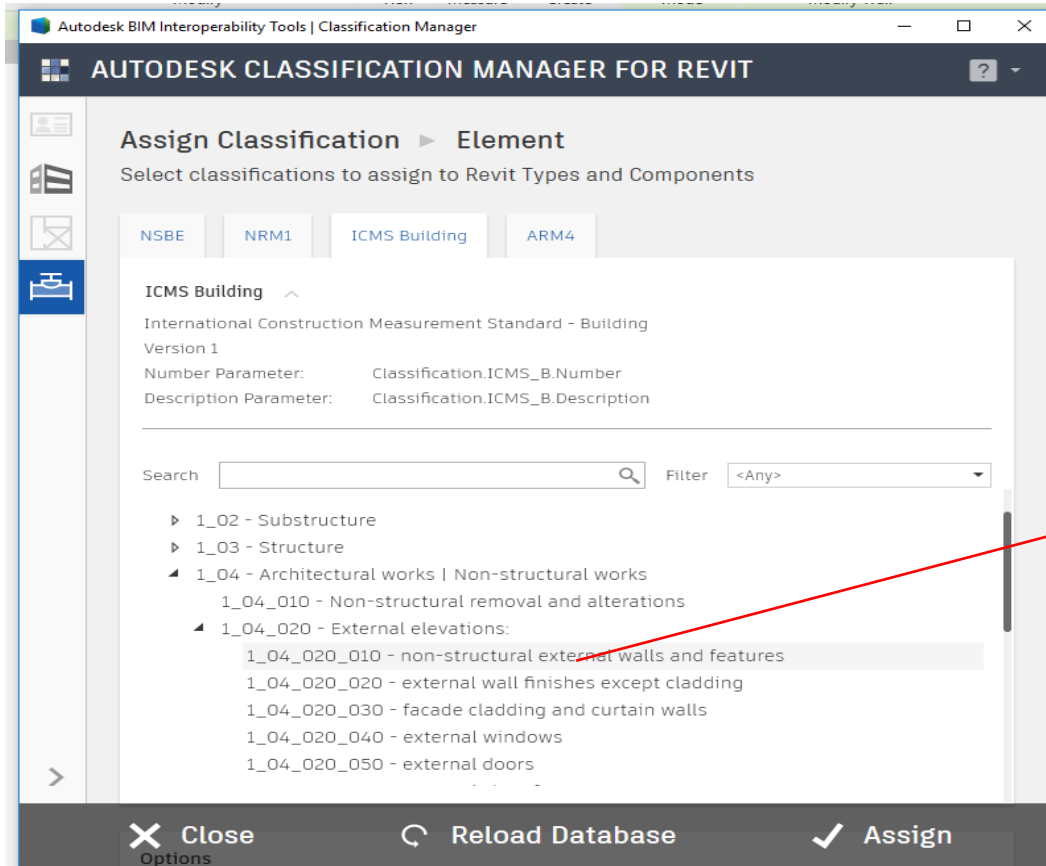 Autodesk BIM Interoperability Tools | Classification Manager
AUTODESK CLASSIFICATION MANAGER FOR REVIT
?
Assign Classification ► Element
Select classifications to assign to Revit Types and Components
NSBE NRM1 ICMS Building ARM4
ICMS Building
International Construction Measurement Standard - Building
Version 1
Number Parameter: Classification.ICMS_B.Number
Description Parameter: Classification.ICMS_B.Description
Search Filter <Any>
1_02 - Substructure
1_03 - Structure
1_04 - Architectural works | Non-structural works
1_04_010 - Non-structural removal and alterations
1_04_020 - External elevations:
1_04_020_010 - non-structural external walls and features
1_04_020_020 - external wall finishes except cladding
1_04_020_030 - facade cladding and curtain walls
1_04_020_040 - external windows
1_04_020_050 - external doors
Close Reload Database Assign
Options